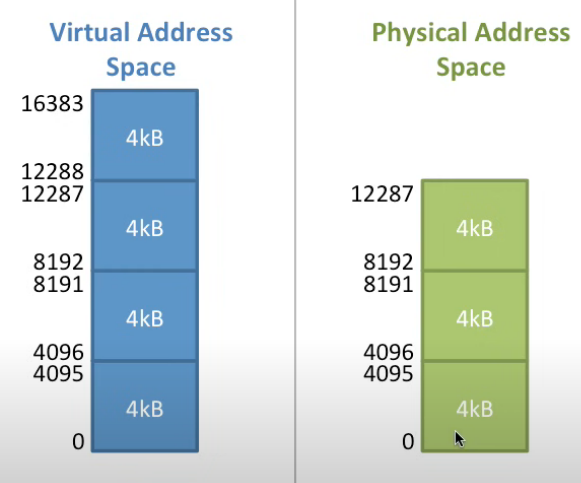 Virtual Address
Space
16383
4kB
12288
12287
4kB
8192
8191
4kB
4096
4095
4kB
0
Physical Address
Space
12287
4kB
8192
8191
4kB
4096
4095
4kB
0